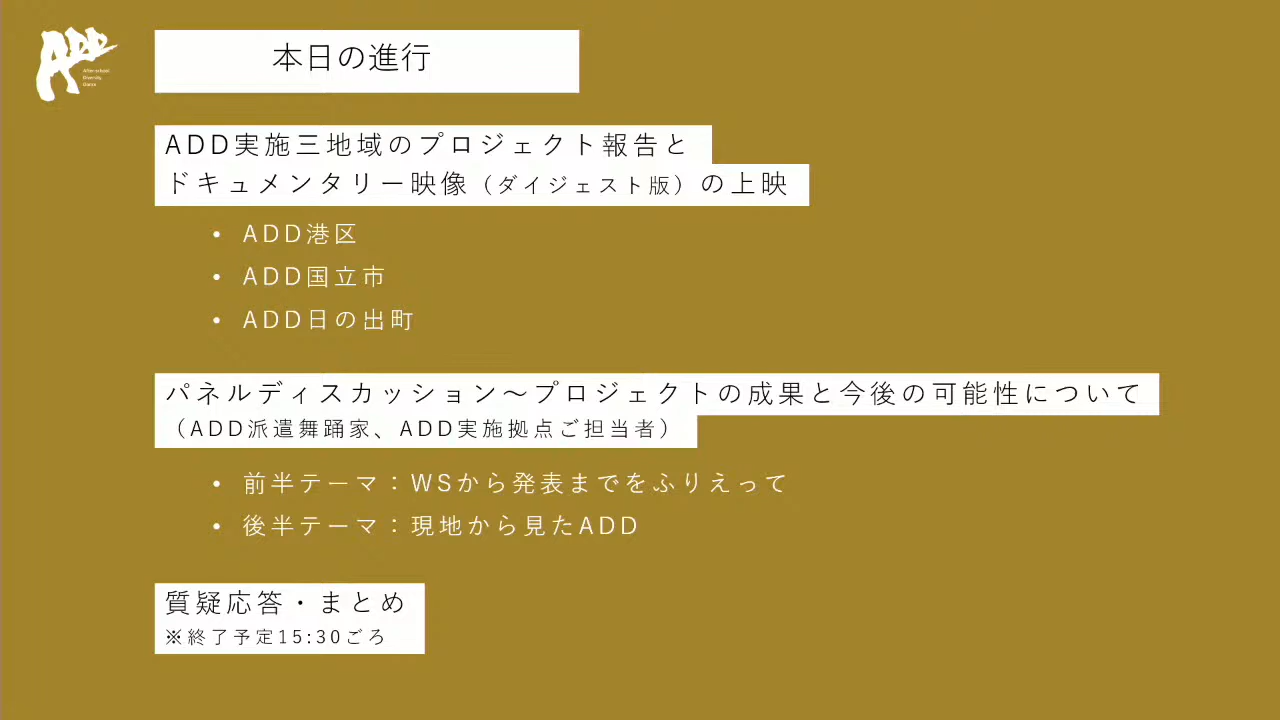 ADD
After-school
Diversity
Dance
本日の進行
ADD実施三地域のプロジェクト報告と
ドキュメンタリー映像（ダイジェスト版）の上映
• ADD港区
• ADD国立市
• ADD日の出町
パネルディスカッション～プロジェクトの成果と今後の可能性について
（ADD派遣舞踊家、ADD実施拠点ご担当者）
• 前半テーマ：WSから発表までをふりえって
• 後半テーマ：現地から見たADD
質疑応答・まとめ
※終了予定15:30ごろ